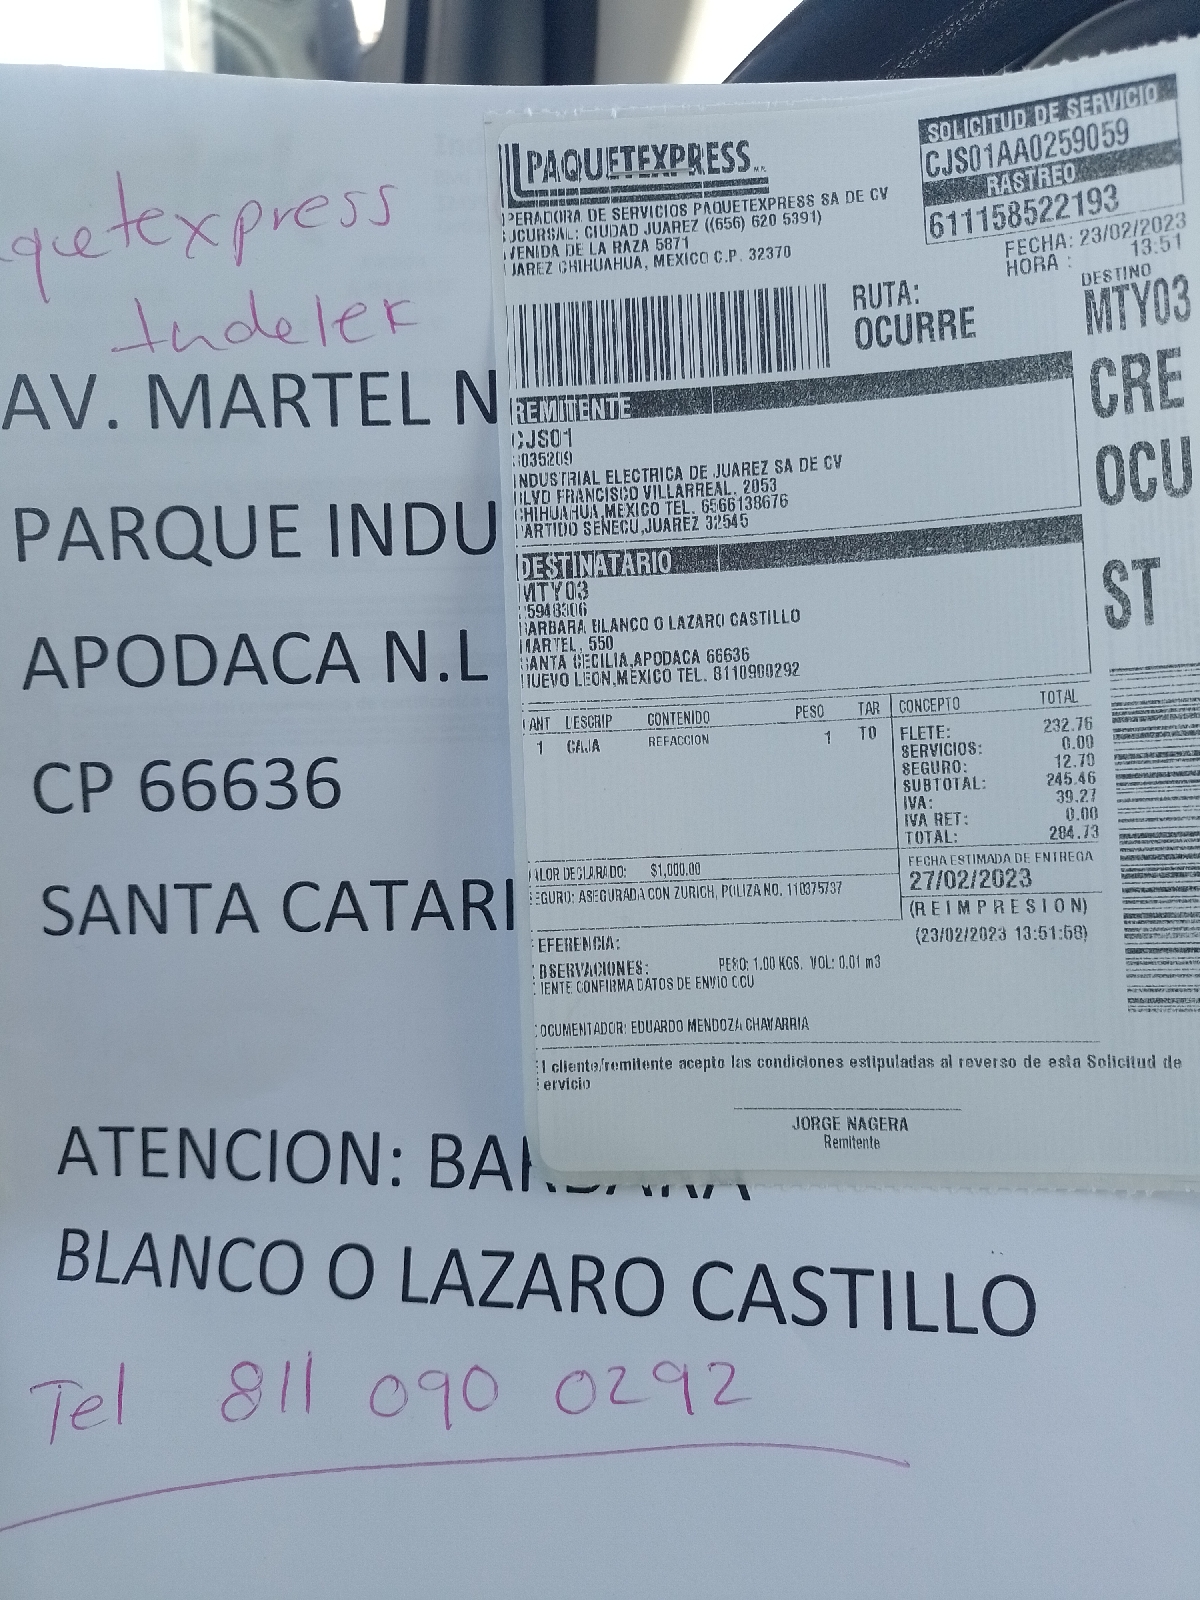 quetexpress
Indelek
AV. MARTEL N
PARQUE INDU
APODACA N.L
CP 66636
SANTA CATARI
ATENCION: BARBARA
BLANCO O LAZARO CASTILLO
Tel 811 090 0292
PAQUETEXPRESS
SOLICITUD DE SERVICIO
CJS01AA0259059
RASTREO
611158522193
FECHA: 23/02/2023
HORA : 13:51
PERADORA DE SERVICIOS PAQUETEXPRESS SA DE CV
UCURSAL: CIUDAD JUAREZ ((656) 620 5391)
VENIDA DE LA RAZA 5871
UAREZ CHIHUAHUA, MEXICO C.P. 32370
RUTA:
OCURRE
DESTINO
MTY03
CRE
OCU
ST
REMITENTE
CJS01
035209
INDUSTRIAL ELECTRICA DE JUAREZ SA DE CV
BLVD FRANCISCO VILLARREAL, 2053
CHIHUAHUA,MEXICO TEL. 6566138676
PARTIDO SENECU,JUAREZ 32545
DESTINATARIO
MTY03
5948306
BARBARA BLANCO O LAZARO CASTILLO
MARTEL, 550
SANTA CECILIA,APODACA 66636
NUEVO LEON,MEXICO TEL. 8110900292
ANT DESCRIP CONTENIDO PESO TAR
1 CAJA REFACCION 1 T0
CONCEPTO TOTAL
FLETE: 232.76
SERVICIOS: 0.00
SEGURO: 12.70
SUBTOTAL: 245.46
IVA: 39.27
IVA RET: 0.00
TOTAL: 284.73
ALOR DECLARADO: $1,000.00
EGURO: ASEGURADA CON ZURICH, POLIZA NO. 110375737
FECHA ESTIMADA DE ENTREGA
27/02/2023
(REIMPRESION)
(23/02/2023 13:51:58)
EFERENCIA:
BSERVACIONES: PESO: 1.00 KGS. VOL: 0.01 m3
IENTE CONFIRMA DATOS DE ENVIO OCU
OCUMENTADOR: EDUARDO MENDOZA CHAVARRIA
El cliente/remitente acepto las condiciones estipuladas al reverso de esta Solicitud de
ervicio
JORGE NAGERA
Remitente